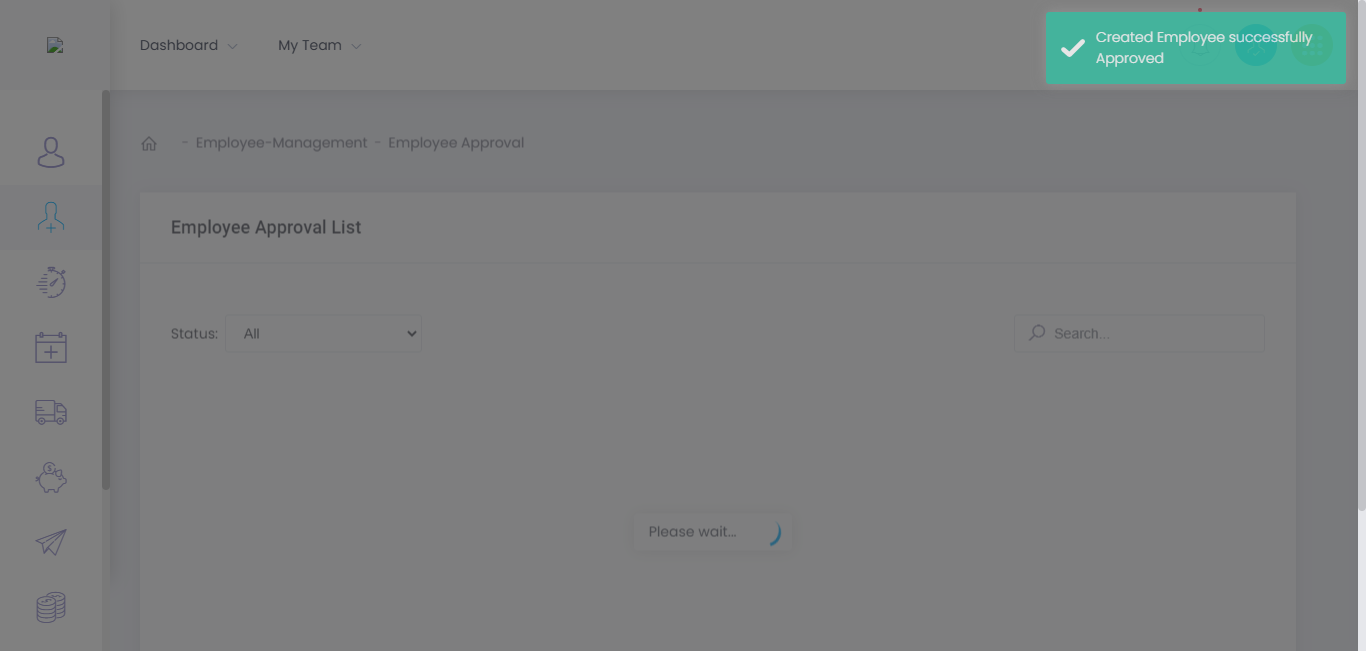 Dashboard
My Team
Created Employee successfully
Approved
- Employee-Management - Employee Approval
Employee Approval List
Status: All
Search...
Please wait...